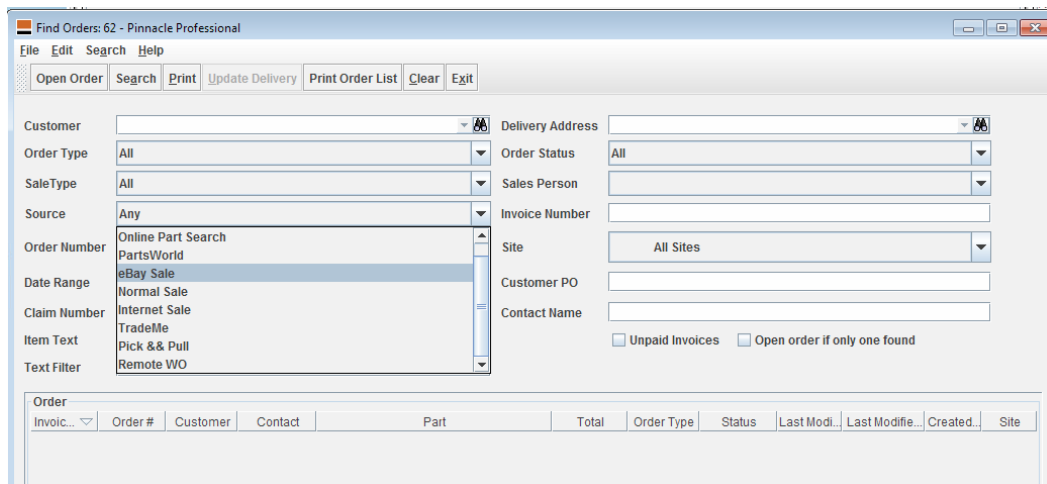 Find Orders: 62 - Pinnacle Professional
File Edit Search Help
Open Order Search Print Update Delivery Print Order List Clear Exit
Customer Delivery Address
Order Type All Order Status All
SaleType All Sales Person
Source Any Invoice Number
Online Part Search
Order Number Site All Sites
PartsWorld
eBay Sale
Date Range Customer PO
Normal Sale
Claim Number Internet Sale Contact Name
TradeMe
Item Text Unpaid Invoices Open order if only one found
Pick && Pull
Text Filter Remote WO
Order
Invoic... Order # Customer Contact Part Total Order Type Status Last Modi... Last Modifie... Created... Site